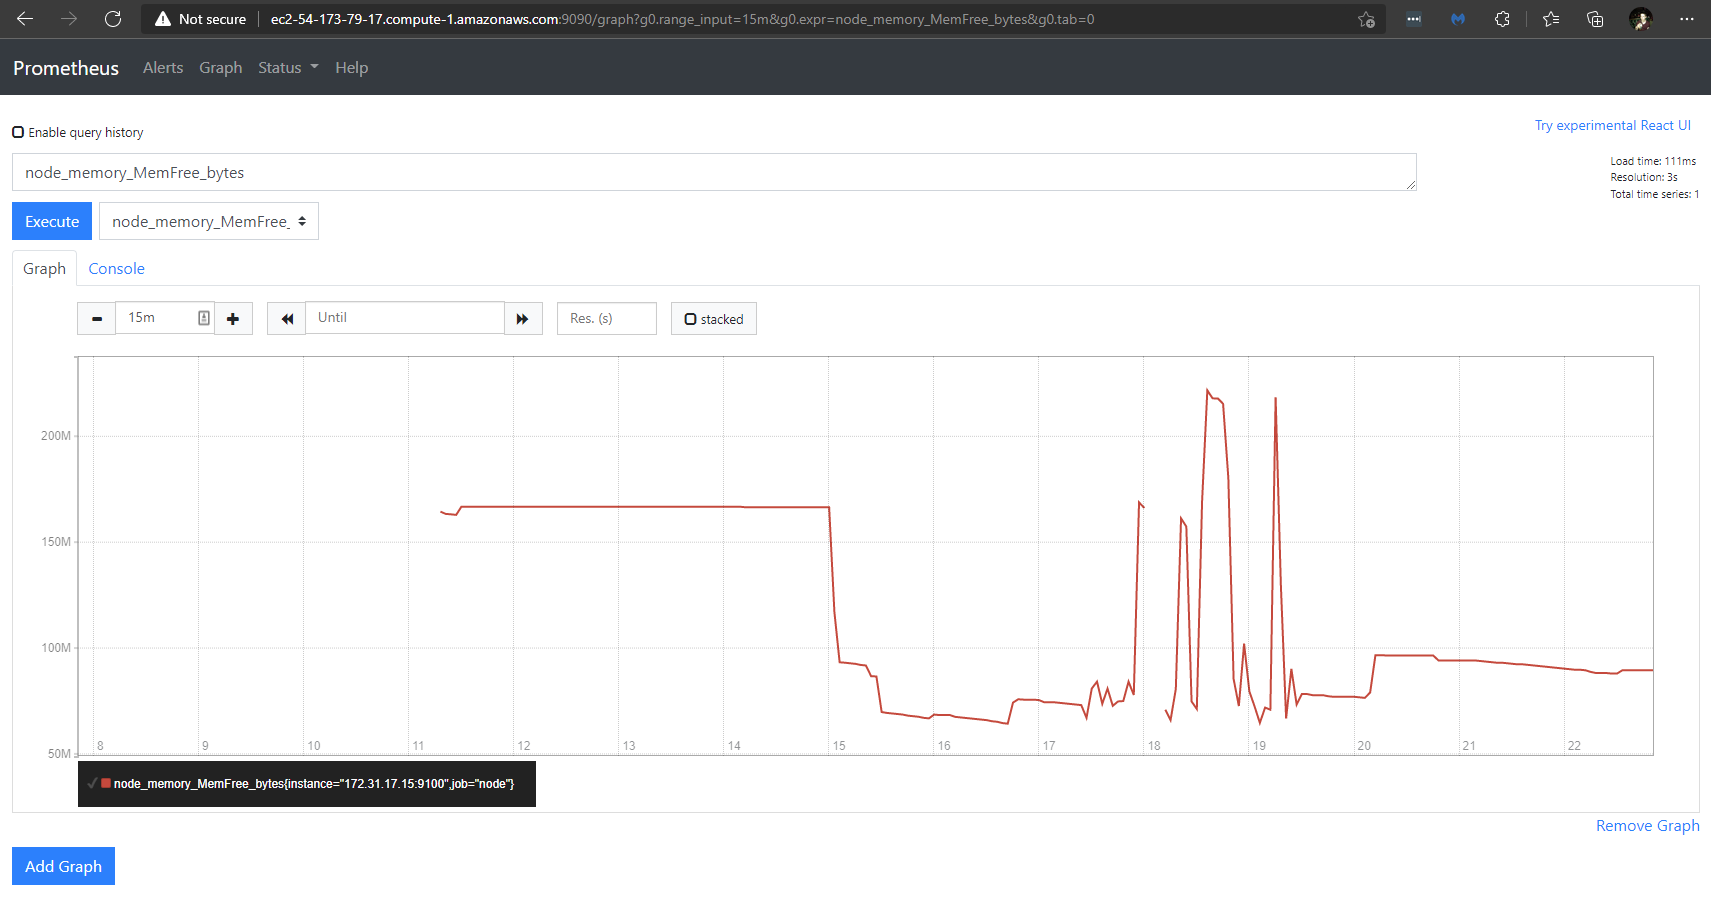 Not secure ec2-54-173-79-17.compute-1.amazonaws.com:9090/graph?g0.range_input=15m&g0.expr=node_memory_MemFree_bytes&g0.tab=0
Prometheus Alerts Graph Status Help
Enable query history
Try experimental React UI
node_memory_MemFree_bytes
Load time: 111ms
Resolution: 3s
Total time series: 1
Execute node_memory_MemFree_
Graph Console
15m Until Res. (s) stacked
200M
150M
100M
50M
8 9 10 11 12 13 14 15 16 17 18 19 20 21 22
node_memory_MemFree_bytes{instance="172.31.17.15:9100",job="node"}
Remove Graph
Add Graph